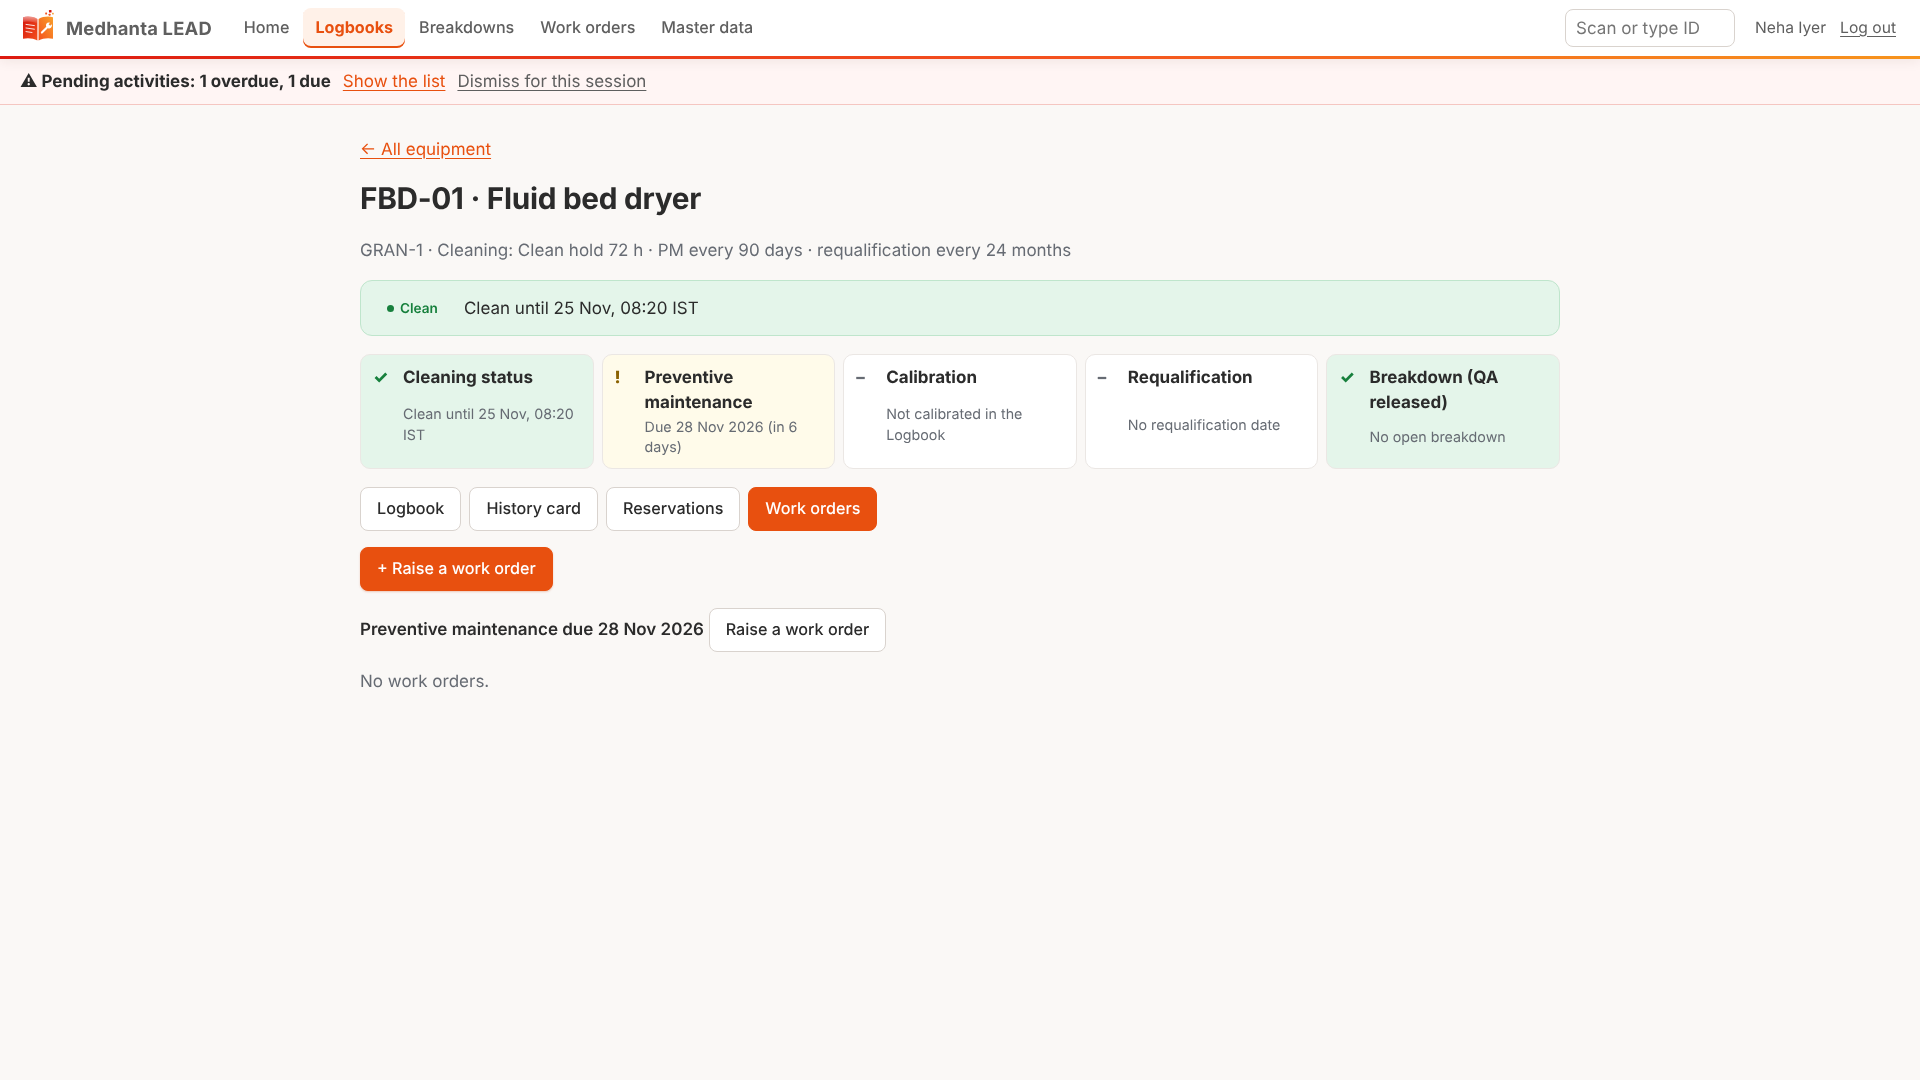 Medhanta LEAD
Home
Logbooks
Breakdowns
Work orders
Master data
Scan or type ID
Neha Iyer
Log out
⚠ Pending activities: 1 overdue, 1 due Show the list Dismiss for this session
← All equipment
FBD-01 · Fluid bed dryer
GRAN-1 · Cleaning: Clean hold 72 h · PM every 90 days · requalification every 24 months
● Clean Clean until 25 Nov, 08:20 IST
✓ Cleaning status
Clean until 25 Nov, 08:20
IST
! Preventive
maintenance
Due 28 Nov 2026 (in 6
days)
– Calibration
Not calibrated in the
Logbook
– Requalification
No requalification date
✓ Breakdown (QA
released)
No open breakdown
Logbook
History card
Reservations
Work orders
+ Raise a work order
Preventive maintenance due 28 Nov 2026 Raise a work order
No work orders.